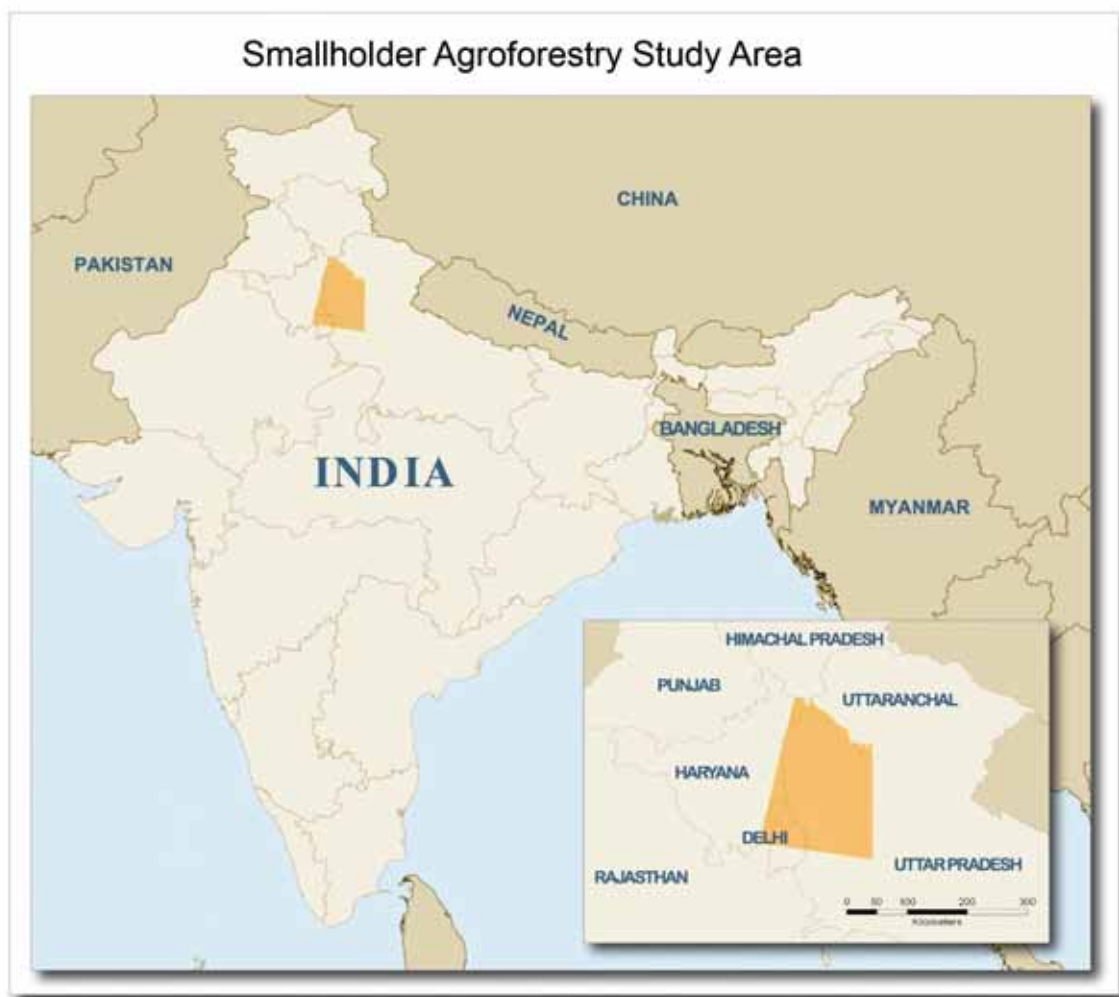 Smallholder Agroforestry Study Area
CHINA
PAKISTAN
NEPAL
BANGLADESH
INDIA
MYANMAR
HIMACHAL PRADESH
PUNJAB
UTTARANCHAL
HARYANA
DELHI
UTTAR PRADESH
RAJASTHAN
0 50 100 200 300
Kilometers